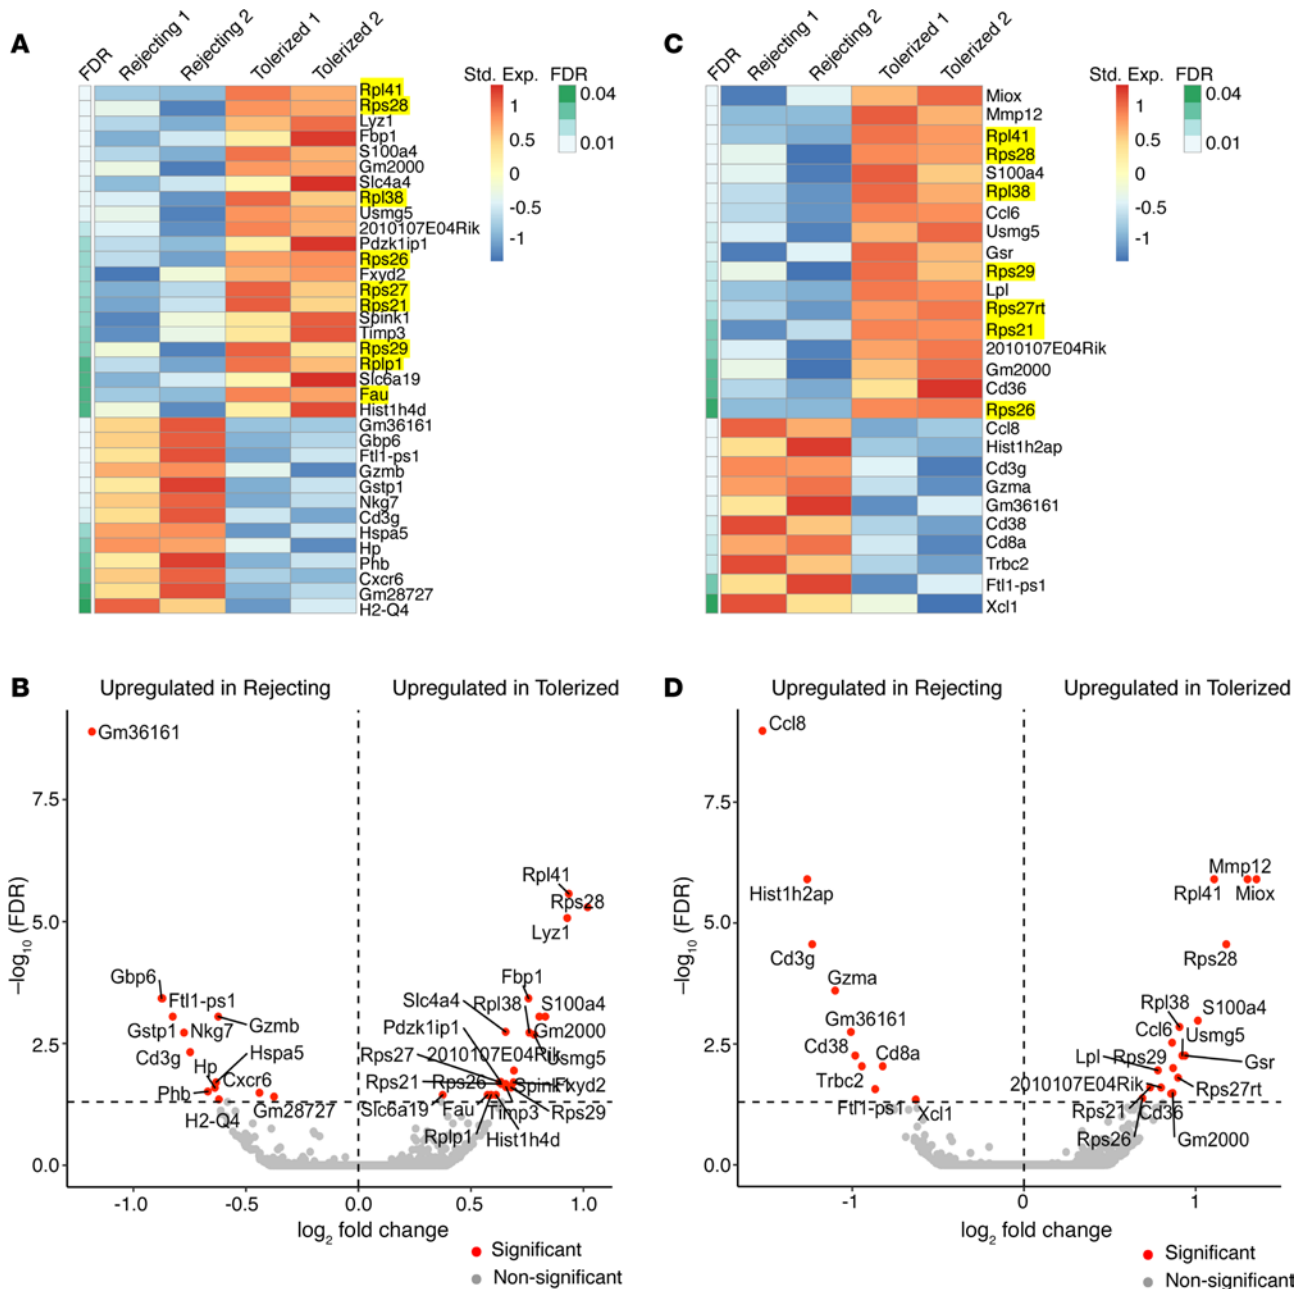 A
FDR
Rejecting 1
Rejecting 2
Tolerized 1
Tolerized 2
Std. Exp.
FDR
1
0.5
0
-0.5
-1
0.04
0.01
Rpl41
Rps28
Lyz1
Fbp1
S100a4
Gm2000
Slc4a4
Rpl38
Usmg5
2010107E04Rik
Pdzk1ip1
Rps26
Fxyd2
Rps27
Rps21
Spink1
Timp3
Rps29
Rplp1
Slc6a19
Fau
Hist1h4d
Gm36161
Gbp6
Ftl1-ps1
Gzmb
Gstp1
Nkg7
Cd3g
Hspa5
Hp
Phb
Cxcr6
Gm28727
H2-Q4
C
FDR
Rejecting 1
Rejecting 2
Tolerized 1
Tolerized 2
Std. Exp.
FDR
1
0.5
0
-0.5
-1
0.04
0.01
Miox
Mmp12
Rpl41
Rps28
S100a4
Rpl38
Ccl6
Usmg5
Gsr
Rps29
Lpl
Rps27rt
Rps21
2010107E04Rik
Gm2000
Cd36
Rps26
Ccl8
Hist1h2ap
Cd3g
Gzma
Gm36161
Cd38
Cd8a
Trbc2
Ftl1-ps1
Xcl1
B
Upregulated in Rejecting
Upregulated in Tolerized
−log10 (FDR)
7.5
5.0
2.5
0.0
Gm36161
Rpl41
Rps28
Lyz1
Gbp6
Fbp1
Ftl1-ps1
Slc4a4
Rpl38
S100a4
Gstp1
Nkg7
Gzmb
Pdzk1ip1
Gm2000
Cd3g
Hspa5
Rps27
2010107E04Rik
Usmg5
Hp
Cxcr6
Rps21
Rps26
Spink1
Fxyd2
Phb
Gm28727
Slc6a19
Fau
Timp3
Rps29
H2-Q4
Rplp1
Hist1h4d
-1.0
-0.5
0.0
0.5
1.0
log2 fold change
Significant
Non-significant
D
Upregulated in Rejecting
Upregulated in Tolerized
−log10 (FDR)
7.5
5.0
2.5
0.0
Ccl8
Mmp12
Hist1h2ap
Rpl41
Miox
Cd3g
Rps28
Gzma
Rpl38
S100a4
Gm36161
Ccl6
Usmg5
Cd38
Cd8a
Lpl
Rps29
Gsr
Trbc2
2010107E04Rik
Rps27rt
Ftl1-ps1
Xcl1
Rps21
Cd36
Rps26
Gm2000
-1
0
1
log2 fold change
Significant
Non-significant